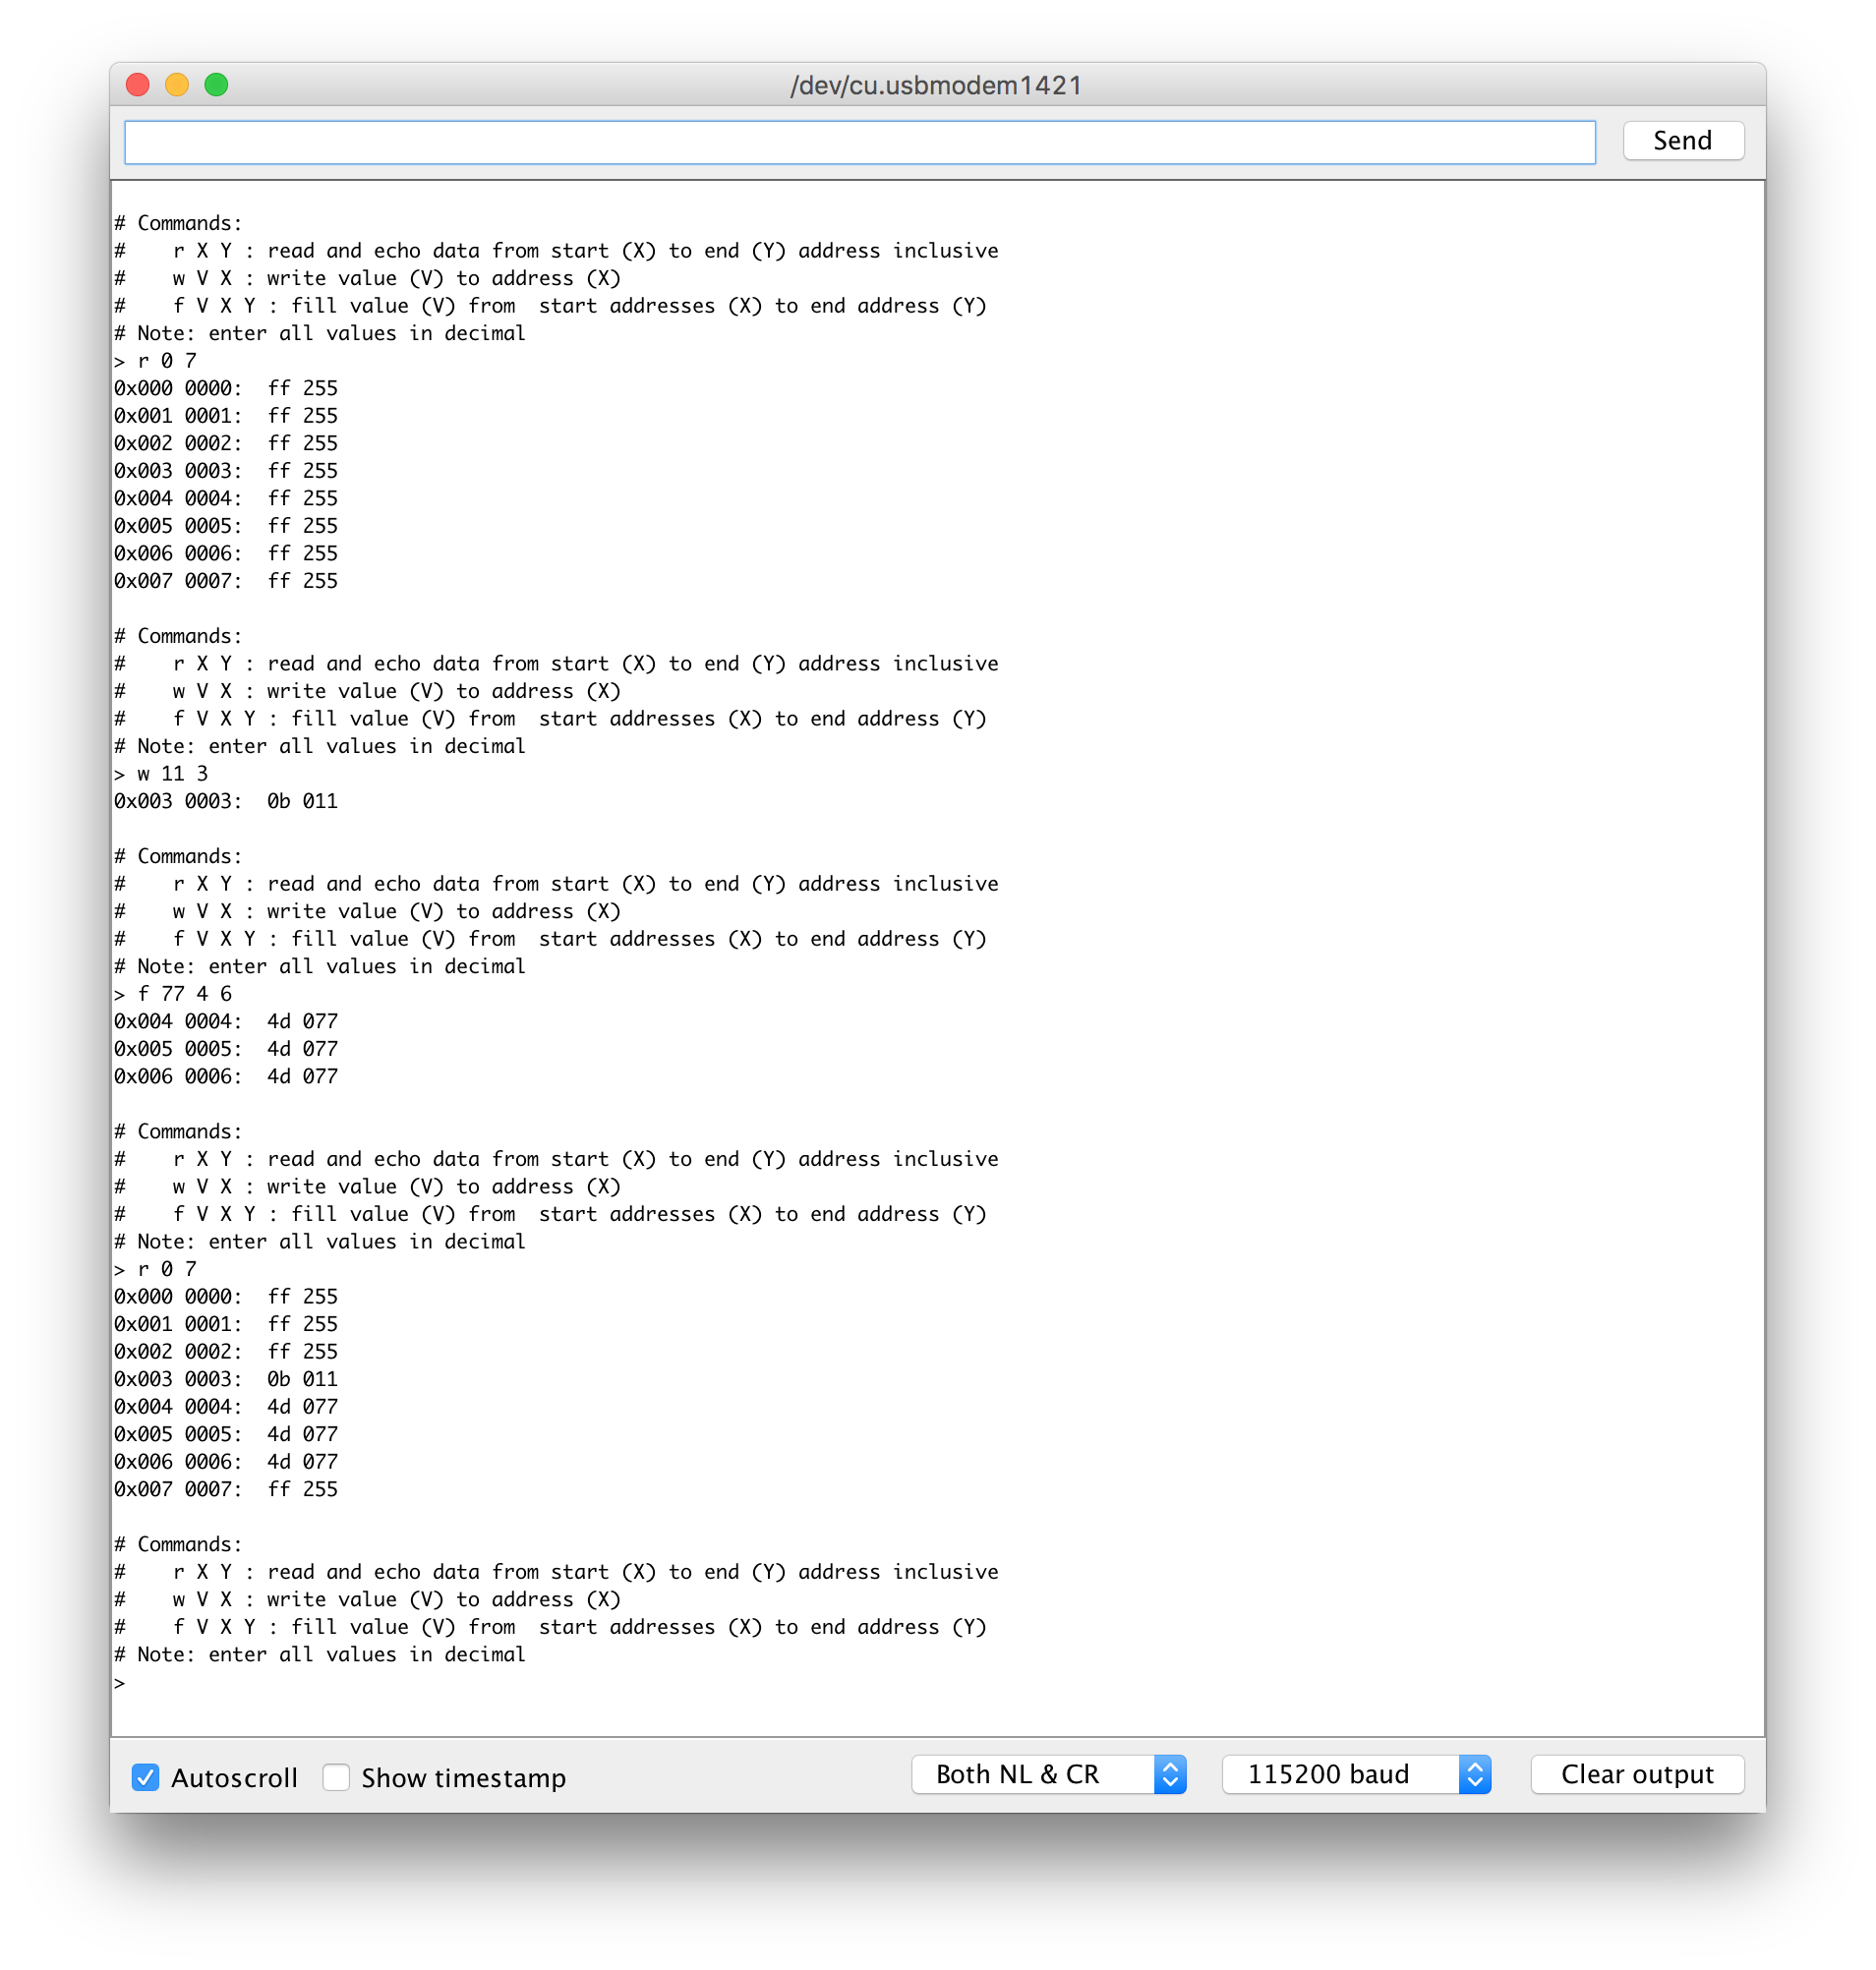 /dev/cu.usbmodem1421
Send
# Commands:
#    r X Y : read and echo data from start (X) to end (Y) address inclusive
#    w V X : write value (V) to address (X)
#    f V X Y : fill value (V) from  start addresses (X) to end address (Y)
# Note: enter all values in decimal
> r 0 7
0x000 0000:  ff 255
0x001 0001:  ff 255
0x002 0002:  ff 255
0x003 0003:  ff 255
0x004 0004:  ff 255
0x005 0005:  ff 255
0x006 0006:  ff 255
0x007 0007:  ff 255
# Commands:
#    r X Y : read and echo data from start (X) to end (Y) address inclusive
#    w V X : write value (V) to address (X)
#    f V X Y : fill value (V) from  start addresses (X) to end address (Y)
# Note: enter all values in decimal
> w 11 3
0x003 0003:  0b 011
# Commands:
#    r X Y : read and echo data from start (X) to end (Y) address inclusive
#    w V X : write value (V) to address (X)
#    f V X Y : fill value (V) from  start addresses (X) to end address (Y)
# Note: enter all values in decimal
> f 77 4 6
0x004 0004:  4d 077
0x005 0005:  4d 077
0x006 0006:  4d 077
# Commands:
#    r X Y : read and echo data from start (X) to end (Y) address inclusive
#    w V X : write value (V) to address (X)
#    f V X Y : fill value (V) from  start addresses (X) to end address (Y)
# Note: enter all values in decimal
> r 0 7
0x000 0000:  ff 255
0x001 0001:  ff 255
0x002 0002:  ff 255
0x003 0003:  0b 011
0x004 0004:  4d 077
0x005 0005:  4d 077
0x006 0006:  4d 077
0x007 0007:  ff 255
# Commands:
#    r X Y : read and echo data from start (X) to end (Y) address inclusive
#    w V X : write value (V) to address (X)
#    f V X Y : fill value (V) from  start addresses (X) to end address (Y)
# Note: enter all values in decimal
>
Autoscroll Show timestamp Both NL & CR 115200 baud Clear output